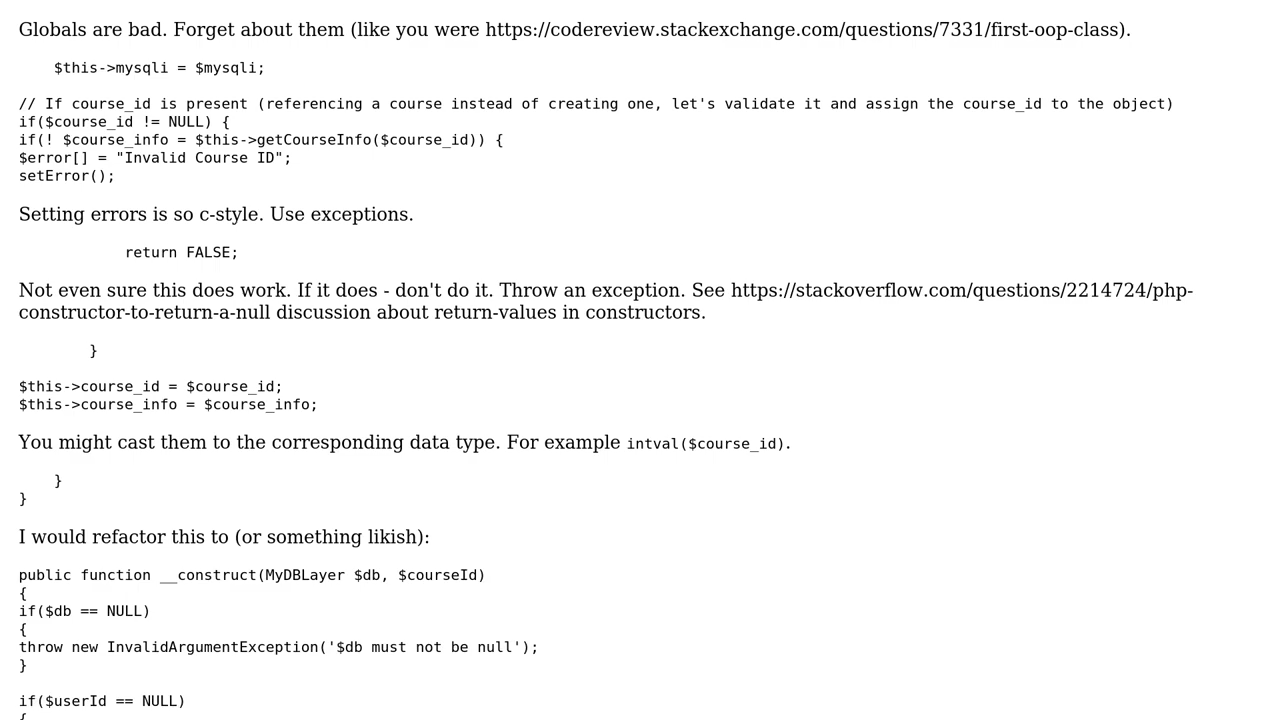 Globals are bad. Forget about them (like you were https://codereview.stackexchange.com/questions/7331/first-oop-class).
$this->mysqli = $mysqli;
// If course_id is present (referencing a course instead of creating one, let's validate it and assign the course_id to the object)
if($course_id != NULL) {
if(! $course_info = $this->getCourseInfo($course_id)) {
$error[] = "Invalid Course ID";
setError();
Setting errors is so c-style. Use exceptions.
return FALSE;
Not even sure this does work. If it does - don't do it. Throw an exception. See https://stackoverflow.com/questions/2214724/php-
constructor-to-return-a-null discussion about return-values in constructors.
}
$this->course_id = $course_id;
$this->course_info = $course_info;
You might cast them to the corresponding data type. For example intval($course_id).
}
}
I would refactor this to (or something likish):
public function __construct(MyDBLayer $db, $courseId)
{
if($db == NULL)
{
throw new InvalidArgumentException('$db must not be null');
}
if($userId == NULL)
{